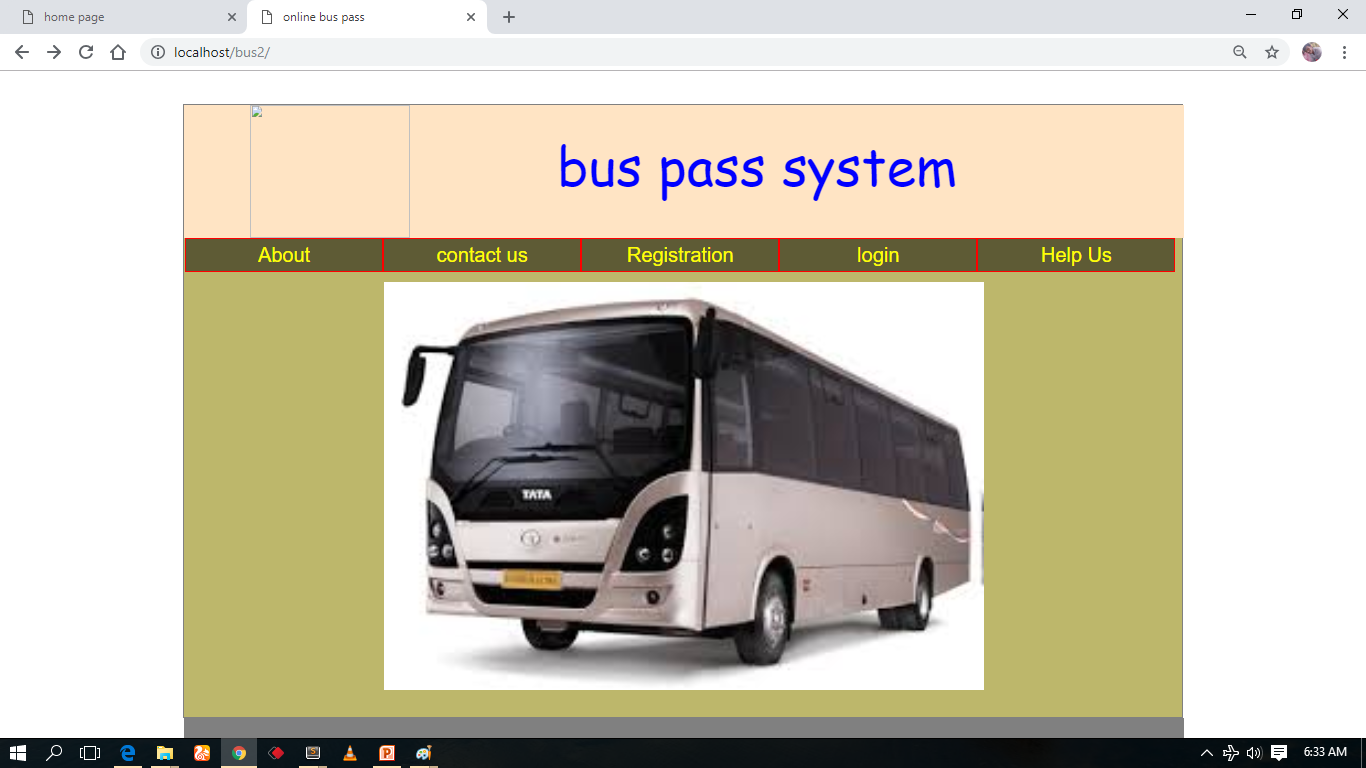 home page
online bus pass
localhost/bus2/
bus pass system
About
contact us
Registration
login
Help Us
TATA
6:33 AM